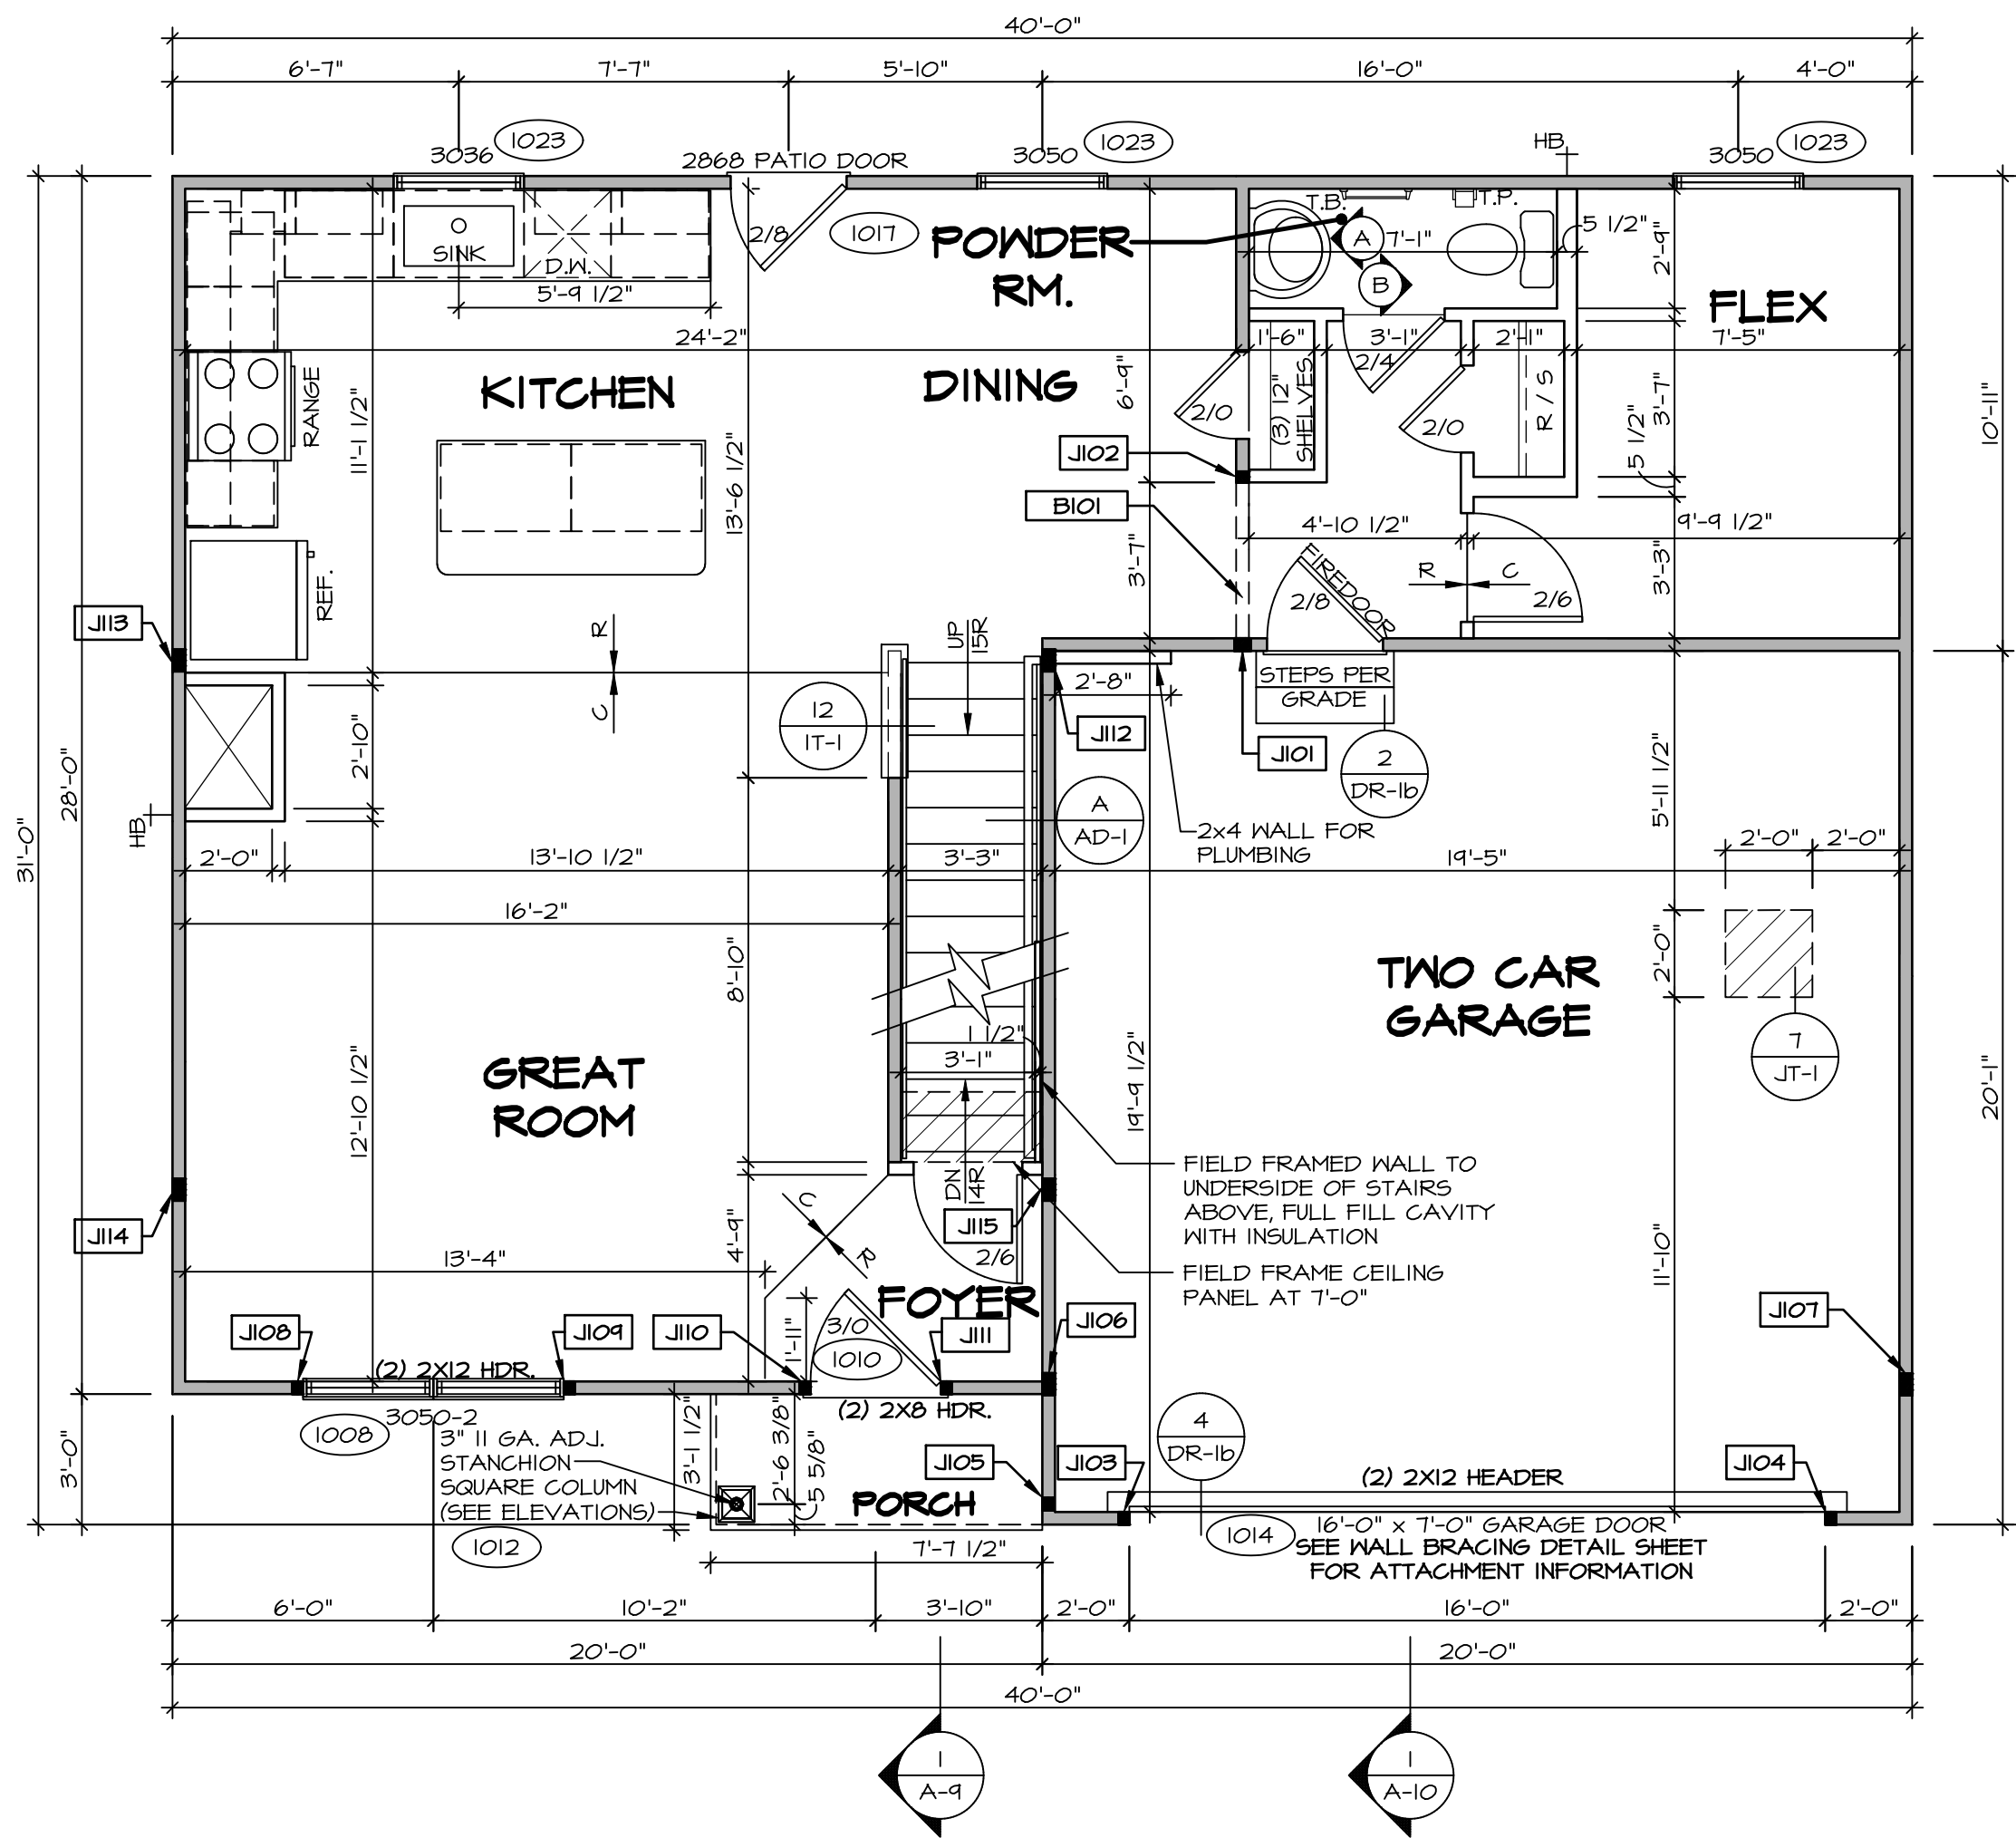 40'-0"
6'-7"
7'-7"
5'-10"
16'-0"
4'-0"
3036
1023
2868 PATIO DOOR
3050
1023
HB
3050
1023
SINK
D.W.
5'-9 1/2"
2/8
1017
POWDER
RM.
T.B.
T.P.
A
7'-1"
B
5 1/2"
2'-9"
FLEX
24'-2"
1'-6"
3'-1"
2'-1"
7'-5"
RANGE
KITCHEN
DINING
11'-1 1/2"
13'-6 1/2"
6'-9"
2/0
(3) 12"
SHELVES
2/4
2/0
R / S
5 1/2"
3'-7"
10'-11"
J102
B101
3'-7"
4'-10 1/2"
9'-9 1/2"
3'-3"
R
C
FIREDOOR
2/8
2/6
REF.
J113
R
C
UP
15R
2'-10"
28'-0"
31'-0"
HB
12
1T-1
2'-8"
J112
STEPS PER
GRADE
J101
2
DR-1b
A
AD-1
2x4 WALL FOR
PLUMBING
5'-11 1/2"
2'-0"
2'-0"
2'-0"
13'-10 1/2"
3'-3"
19'-5"
16'-2"
8'-10"
2'-0"
TWO CAR
GARAGE
7
JT-1
GREAT
ROOM
12'-10 1/2"
1 1/2"
3'-1"
19'-9 1/2"
20'-1"
DN
14R
FIELD FRAMED WALL TO
UNDERSIDE OF STAIRS
ABOVE, FULL FILL CAVITY
WITH INSULATION
FIELD FRAME CEILING
PANEL AT 7'-0"
J114
C
R
J115
2/6
4'-9"
11'-10"
13'-4"
FOYER
J108
J109
J110
1'-11"
3/0
1010
J111
J106
J107
(2) 2X12 HDR.
3050-2
1008
(2) 2X8 HDR.
3'-0"
3" 11 GA. ADJ.
STANCHION
SQUARE COLUMN
(SEE ELEVATIONS)
1012
3'-1 1/2"
2'-6 3/8"
5 5/8"
PORCH
J105
J103
4
DR-1b
(2) 2X12 HEADER
J104
1014
16'-0" x 7'-0" GARAGE DOOR
SEE WALL BRACING DETAIL SHEET
FOR ATTACHMENT INFORMATION
7'-7 1/2"
6'-0"
10'-2"
3'-10"
2'-0"
16'-0"
2'-0"
20'-0"
20'-0"
40'-0"
1
A-9
1
A-10